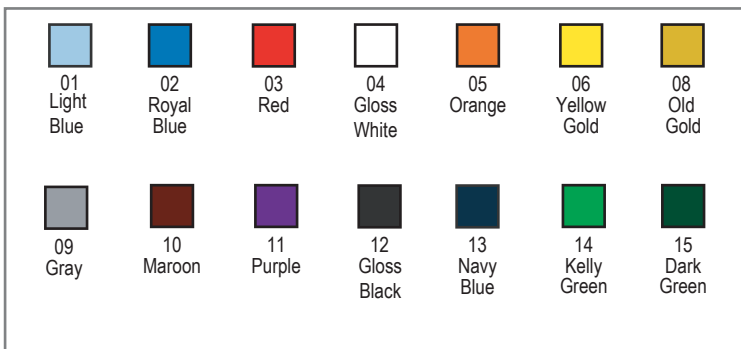 01
Light
Blue
02
Royal
Blue
03
Red
04
Gloss
White
05
Orange
06
Yellow
Gold
08
Old
Gold
09
Gray
10
Maroon
11
Purple
12
Gloss
Black
13
Navy
Blue
14
Kelly
Green
15
Dark
Green